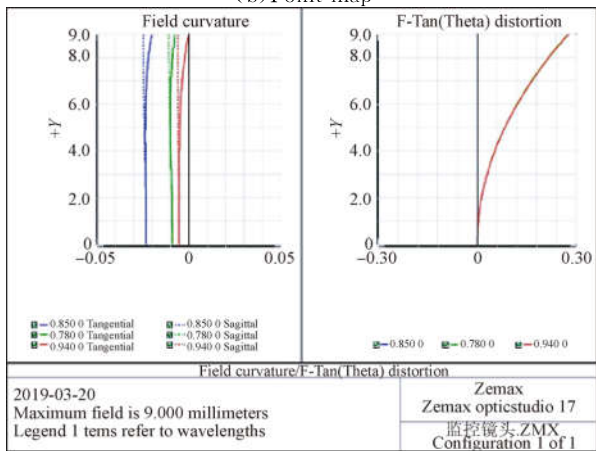 (b)Point map
Field curvature
F-Tan(Theta) distortion
9.0
8.0
6.0
4.0
2.0
0
+Y
-0.05
0
0.05
9.0
8.0
6.0
4.0
2.0
0
+Y
-0.30
0
0.30
0.850 0 Tangential
0.850 0 Sagittal
0.780 0 Tangential
0.780 0 Sagittal
0.940 0 Tangential
0.940 0 Sagittal
0.850 0
0.780 0
0.940 0
Field curvature/F-Tan(Theta) distortion
2019-03-20
Maximum field is 9.000 millimeters
Legend 1 tems refer to wavelengths
Zemax
Zemax opticstudio 17
监控镜头.ZMX
Configuration 1 of 1